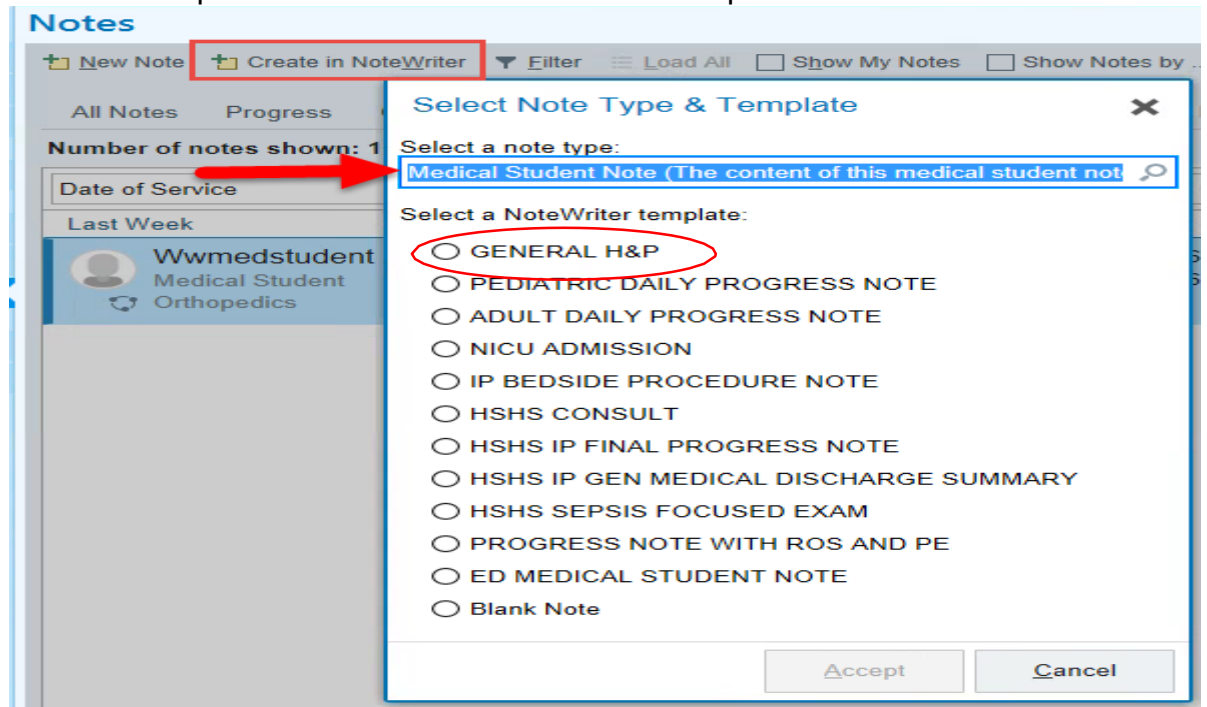 Notes
New Note Create in NoteWriter Filter Load All Show My Notes Show Notes by ..
All Notes Progress
Number of notes shown: 1
Date of Service
Last Week
Wwmedstudent
Medical Student
Orthopedics
Select Note Type & Template
Select a note type:
Medical Student Note (The content of this medical student not
Select a NoteWriter template:
GENERAL H&P
PEDIATRIC DAILY PROGRESS NOTE
ADULT DAILY PROGRESS NOTE
NICU ADMISSION
IP BEDSIDE PROCEDURE NOTE
HSHS CONSULT
HSHS IP FINAL PROGRESS NOTE
HSHS IP GEN MEDICAL DISCHARGE SUMMARY
HSHS SEPSIS FOCUSED EXAM
PROGRESS NOTE WITH ROS AND PE
ED MEDICAL STUDENT NOTE
Blank Note
Accept Cancel